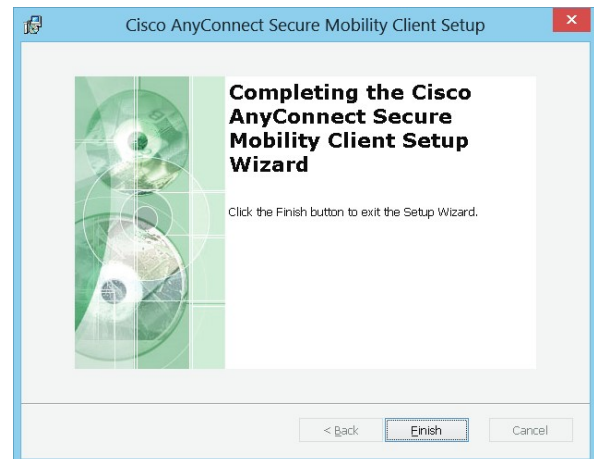 Cisco AnyConnect Secure Mobility Client Setup
Completing the Cisco
AnyConnect Secure
Mobility Client Setup
Wizard
Click the Finish button to exit the Setup Wizard.
< Back
Finish
Cancel